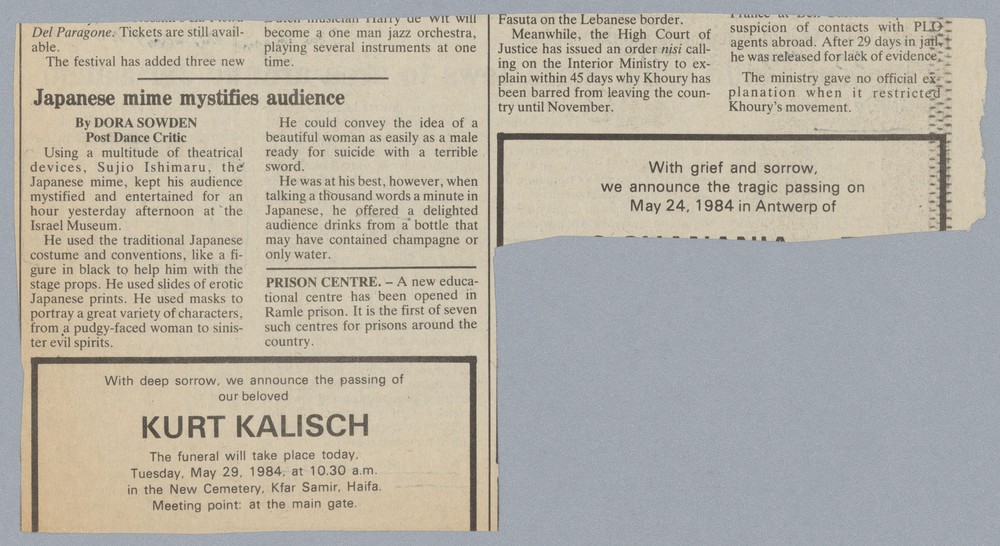 Del Paragone. Tickets are still avail-
able.
The festival has added three new
Dutch musician Harry de Wit will
become a one man jazz orchestra,
playing several instruments at one
time.
Japanese mime mystifies audience
By DORA SOWDEN
Post Dance Critic
Using a multitude of theatrical
devices, Sujio Ishimaru, the
Japanese mime, kept his audience
mystified and entertained for an
hour yesterday afternoon at the
Israel Museum.
He used the traditional Japanese
costume and conventions, like a fi-
gure in black to help him with the
stage props. He used slides of erotic
Japanese prints. He used masks to
portray a great variety of characters,
from a pudgy-faced woman to sinis-
ter evil spirits.
He could convey the idea of a
beautiful woman as easily as a male
ready for suicide with a terrible
sword.
He was at his best, however, when
talking a thousand words a minute in
Japanese, he offered a delighted
audience drinks from a bottle that
may have contained champagne or
only water.
PRISON CENTRE. – A new educa-
tional centre has been opened in
Ramle prison. It is the first of seven
such centres for prisons around the
country.
With deep sorrow, we announce the passing of
our beloved
KURT KALISCH
The funeral will take place today,
Tuesday, May 29, 1984, at 10.30 a.m.
in the New Cemetery, Kfar Samir, Haifa.
Meeting point: at the main gate.
Fasuta on the Lebanese border.
Meanwhile, the High Court of
Justice has issued an order nisi call-
ing on the Interior Ministry to ex-
plain within 45 days why Khoury has
been barred from leaving the coun-
try until November.
suspicion of contacts with PLO
agents abroad. After 29 days in jail,
he was released for lack of evidence.
The ministry gave no official ex-
planation when it restricted
Khoury's movement.
With grief and sorrow,
we announce the tragic passing on
May 24, 1984 in Antwerp of